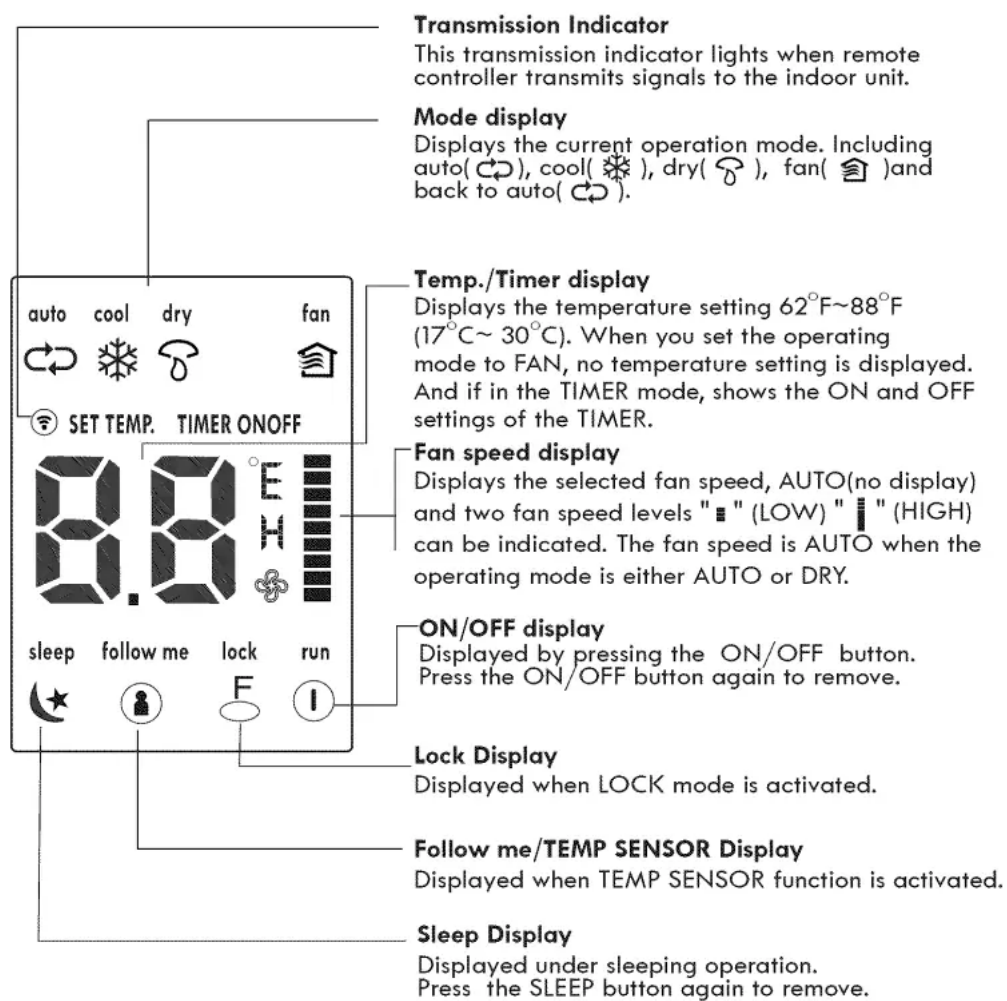 Transmission Indicator
This transmission indicator lights when remote
controller transmits signals to the indoor unit.
Mode display
Displays the current operation mode. Including
auto( ), cool( ), dry( ), fan( )and
back to auto( ).
Temp./Timer display
Displays the temperature setting 62°F~88°F
(17°C~ 30°C). When you set the operating
mode to FAN, no temperature setting is displayed.
And if in the TIMER mode, shows the ON and OFF
settings of the TIMER.
Fan speed display
Displays the selected fan speed, AUTO(no display)
and two fan speed levels " " (LOW) " " (HIGH)
can be indicated. The fan speed is AUTO when the
operating mode is either AUTO or DRY.
ON/OFF display
Displayed by pressing the ON/OFF button.
Press the ON/OFF button again to remove.
Lock Display
Displayed when LOCK mode is activated.
Follow me/TEMP SENSOR Display
Displayed when TEMP SENSOR function is activated.
Sleep Display
Displayed under sleeping operation.
Press the SLEEP button again to remove.
auto cool dry fan
SET TEMP. TIMER ONOFF
8.8 °E
H
sleep follow me lock run
F